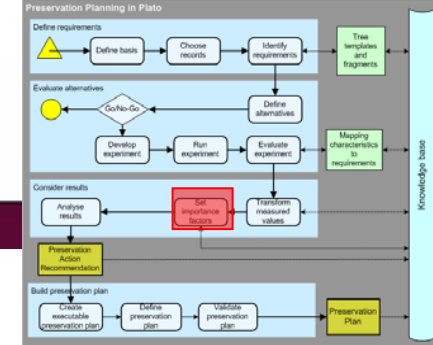 Preservation Planning in Plato
Define requirements
Define basis
Choose
records
Identify
requirements
Tree
templates
and
fragments
Evaluate alternatives
Go/No-Go
Define
alternatives
Develop
experiment
Run
experiment
Evaluate
experiment
Mapping
characteristics
to
requirements
Knowledge base
Consider results
Analyse
results
Set
importance
factors
Transform
measured
values
Preservation
Action
Recommendation
Build preservation plan
Create
executable
preservation plan
Define
preservation
plan
Validate
preservation
plan
Preservation
Plan